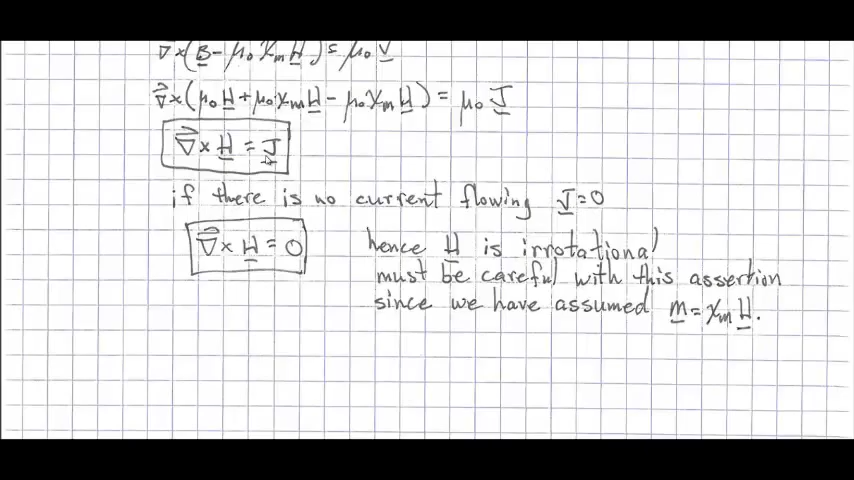 ∇×(B - μ₀χₘH) = μ₀J
∇×(μ₀H + μ₀χₘH - μ₀χₘH) = μ₀J
∇×H = J
if there is no current flowing J=0
∇×H = 0 hence H is irrotational
must be careful with this assertion
since we have assumed m=χₘH.